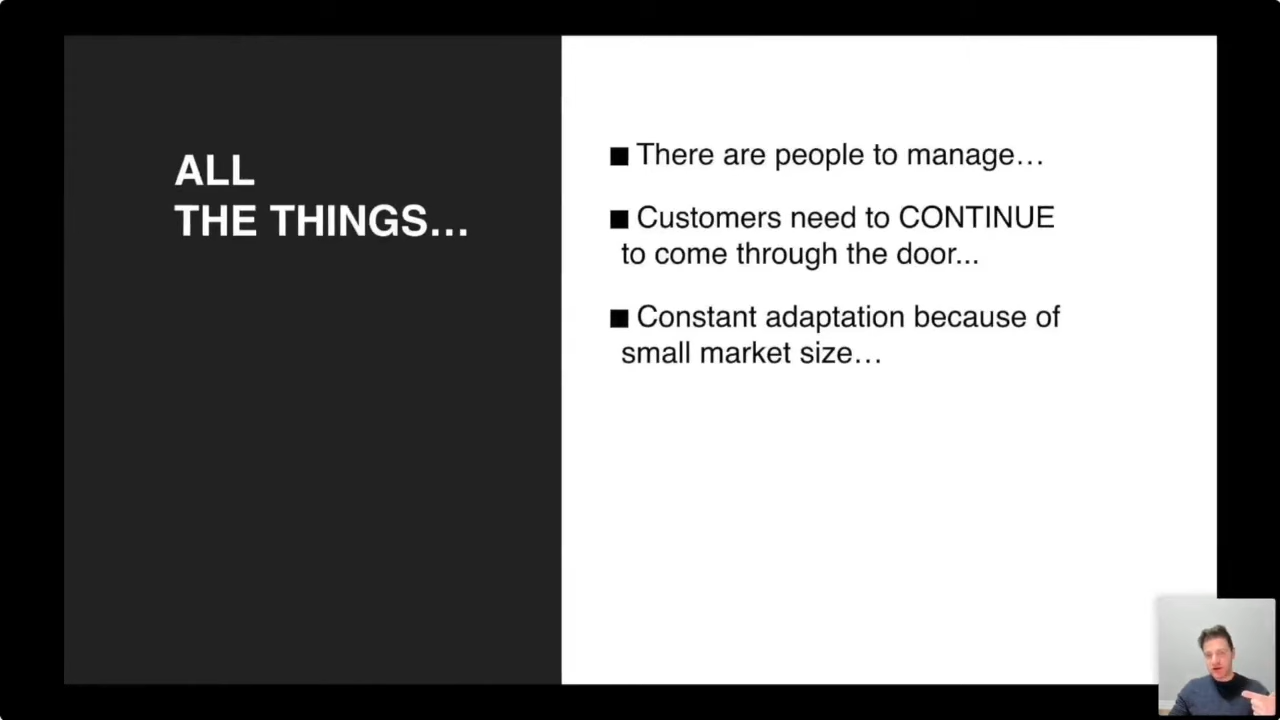 ALL
THE THINGS…
■ There are people to manage…
■ Customers need to CONTINUE
to come through the door...
■ Constant adaptation because of
small market size…